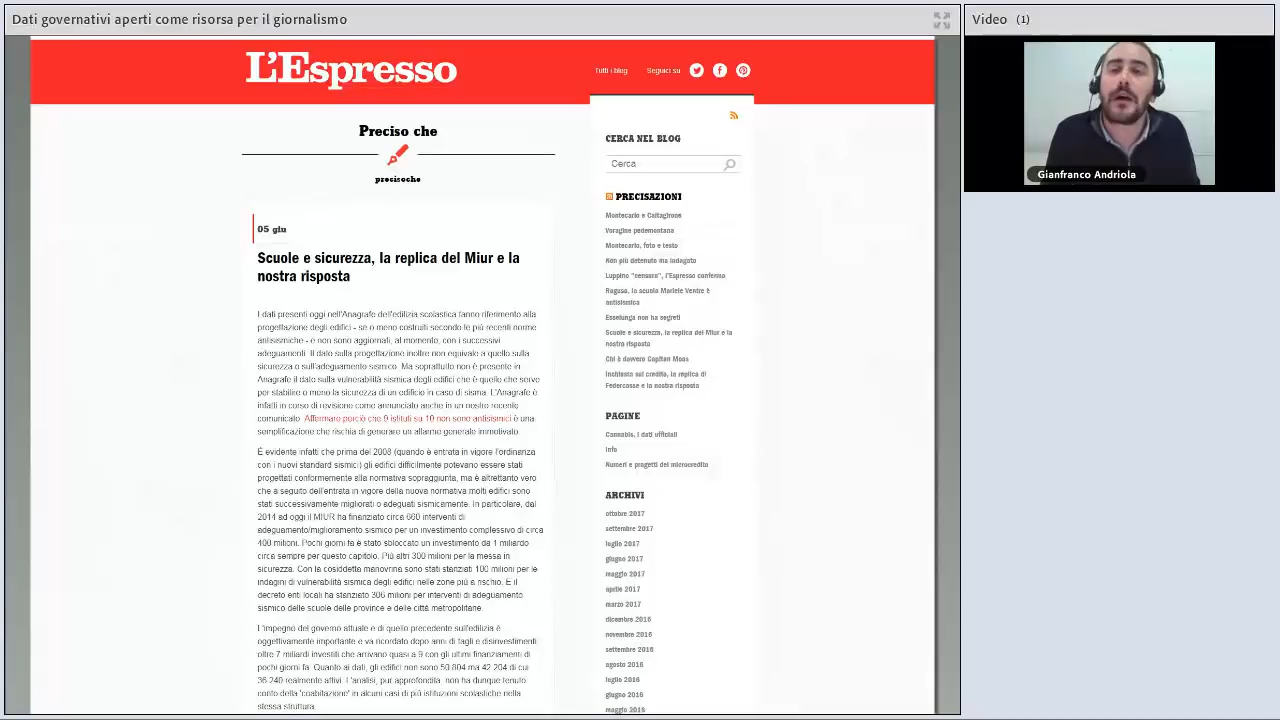 Dati governativi aperti come risorsa per il giornalismo
L'Espresso
Tutti i blog
Seguici su
Preciso che
precisoche
05 giu
Scuole e sicurezza, la replica del Miur e la
nostra risposta
I dati presenti oggi nell'Anagrafe dell'edilizia scolastica fanno riferimento alla
progettazione degli edifici - se o meno costruiti secondo le più recenti norme
antisismiche - e non sono aggiornati, al momento, con i successivi
adeguamenti. Il dato sulla progettazione inoltre non equivale a quello sulla
sicurezza o sull'adeguamento sismico. Ma soprattutto non è presente in
Anagrafe il dato sulla vulnerabilità sismica degli edifici che è quello che serve
per stabilire o meno la sicurezza di un edificio in caso di sisma. L'Anagrafe è
infatti in corso di revisione come annunciato anche in un nostro recente
comunicato. Affermare perciò che 9 istituti su 10 non sono antisismici è una
semplificazione che rischia di generare un allarme generale immotivato.
È evidente infatti che prima del 2008 (quando è entrata in vigore l'ordinanza
con i nuovi standard sismici) gli edifici difficilmente potevano essere stati
progettati conformemente alla normativa sopraggiunta, ma è altrettanto vero
che a seguito dell'entrata in vigore della nuova normativa molti edifici sono
stati successivamente migliorati o adeguati sismicamente. In particolare, dal
2014 ad oggi il MIUR ha finanziato circa 660 interventi di
adeguamento/miglioramento sismico per un investimento complessivo di circa
400 milioni. Pochi giorni fa è stato sbloccato un investimento da 1 miliardo
circa sempre per questo capitolo. Più altri 300 milioni per la messa in
sicurezza. Con la cosiddetta manovrina sono stati stanziati 100 milioni per le
indagini di vulnerabilità sismica degli edifici nelle zone più a rischio. E il
decreto enti locali ha stanziato 306 milioni per interventi di adeguamento
sismico delle scuole delle province e delle città metropolitane.
L'impegno del governo attuale e di quello precedente sull'edilizia è
oggettivamente importante e va ricordato dopo anni di tagli e disinvestimenti
oltre 7 miliardi investiti che arrivano quasi a 9 con gli ultimi finanziamenti di
pochi giorni fa. Quanto ai dati, gli edifici non sono 50.804 ma 42.204 di cui
36.240 realmente attivi. L'analisi, pur approfondita, non ha dunque tenuto
conto della 'coabitazione' in alcuni casi di più istituzioni scolastiche nella
stessa struttura.
CERCA NEL BLOG
Cerca
PRECISAZIONI
Montecarlo e Caltagirone
Voragine pedemontana
Montecarlo, foto e testo
Non più detenuto ma indagato
Luppino "censura", l'Espresso conferma
Ragusa, la scuola Mariele Ventre è
antisismica
Esselunga non ha segreti
Scuole e sicurezza, la replica del Miur e la
nostra risposta
Chi è davvero Capitan Moas
Inchiesta sul credito, la replica di
Federcasse e la nostra risposta
PAGINE
Cannabis, i dati ufficiali
Info
Numeri e progetti del microcredito
ARCHIVI
ottobre 2017
settembre 2017
luglio 2017
giugno 2017
maggio 2017
aprile 2017
marzo 2017
dicembre 2016
novembre 2016
settembre 2016
agosto 2016
luglio 2016
giugno 2016
maggio 2016
Video (1)
Gianfranco Andriola